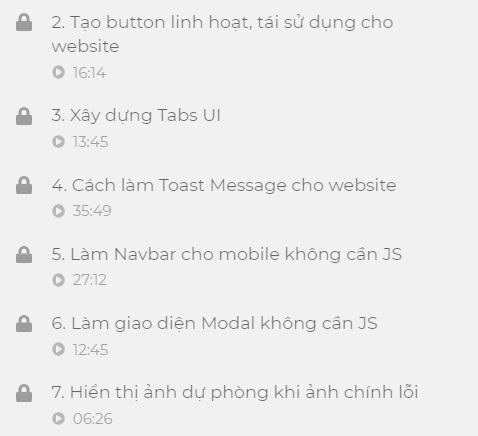 2. Tạo button linh hoạt, tái sử dụng cho
website
16:14
3. Xây dựng Tabs UI
13:45
4. Cách làm Toast Message cho website
35:49
5. Làm Navbar cho mobile không cần JS
27:12
6. Làm giao diện Modal không cần JS
12:45
7. Hiển thị ảnh dự phòng khi ảnh chính lỗi
06:26